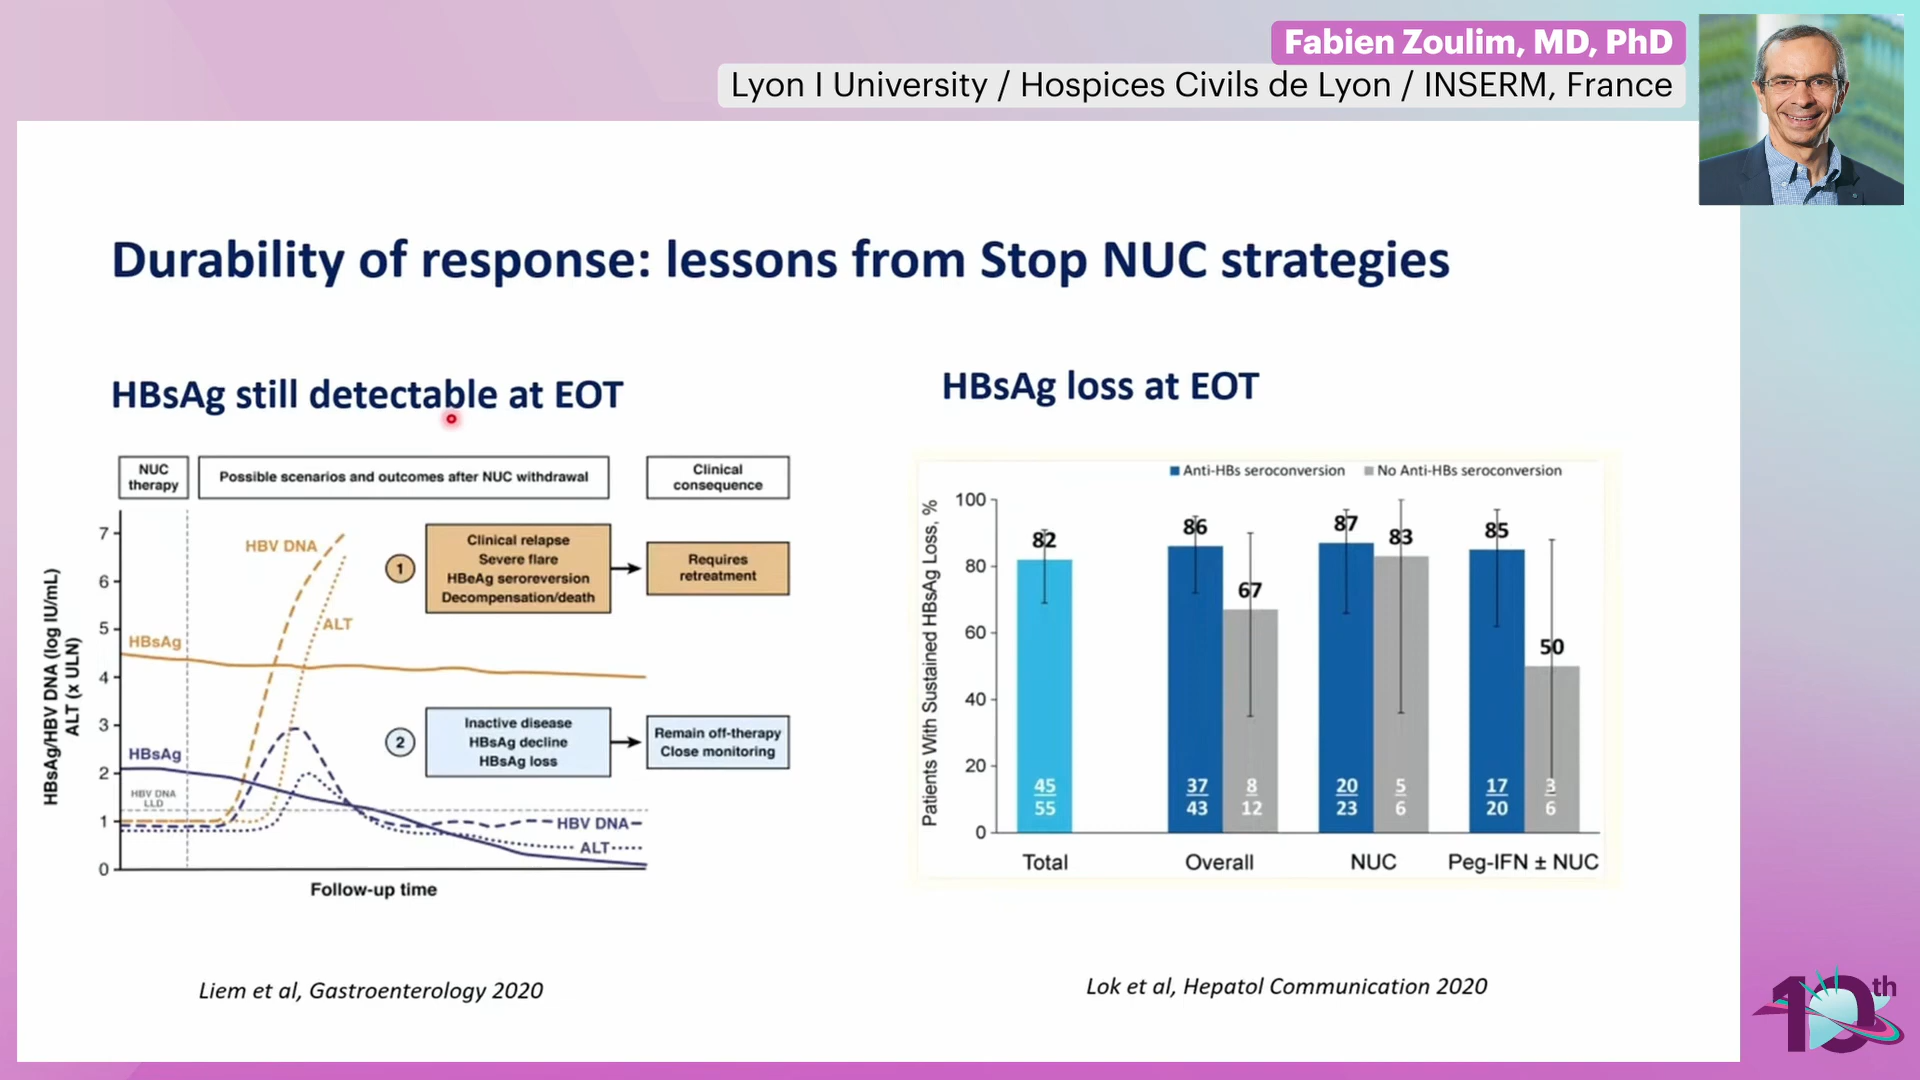 Fabien Zoulim, MD, PhD
Lyon I University / Hospices Civils de Lyon / INSERM, France
Durability of response: lessons from Stop NUC strategies
HBsAg still detectable at EOT
NUC
therapy
Possible scenarios and outcomes after NUC withdrawal
Clinical
consequence
HBsAg/HBV DNA (log IU/mL)
ALT (x ULN)
7
6
5
4
3
2
1
0
HBV DNA
ALT
HBsAg
HBsAg
HBV DNA
LLD
HBV DNA
ALT
1
Clinical relapse
Severe flare
HBeAg seroreversion
Decompensation/death
Requires
retreatment
2
Inactive disease
HBsAg decline
HBsAg loss
Remain off-therapy
Close monitoring
Follow-up time
Liem et al, Gastroenterology 2020
HBsAg loss at EOT
Anti-HBs seroconversion
No Anti-HBs seroconversion
Patients With Sustained HBsAg Loss, %
100
80
60
40
20
0
82
86
67
87
83
85
50
45
55
37
43
8
12
20
23
5
6
17
20
3
6
Total
Overall
NUC
Peg-IFN ± NUC
Lok et al, Hepatol Communication 2020
10th